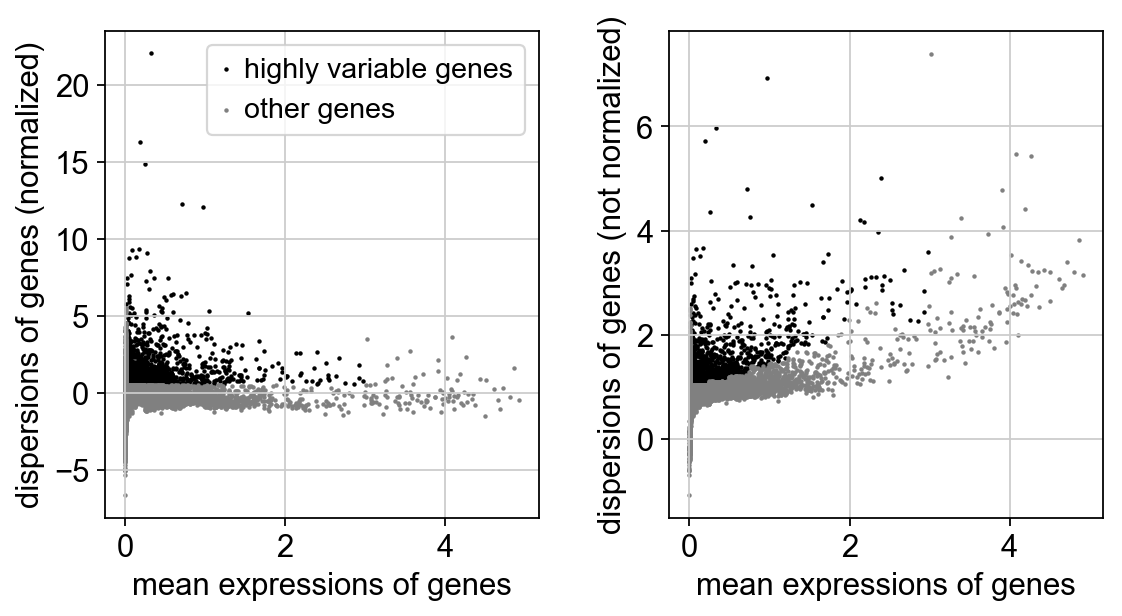 dispersions of genes (normalized)
20
15
10
5
0
−5
highly variable genes
other genes
0 2 4
mean expressions of genes
dispersions of genes (not normalized)
6
4
2
0
0 2 4
mean expressions of genes